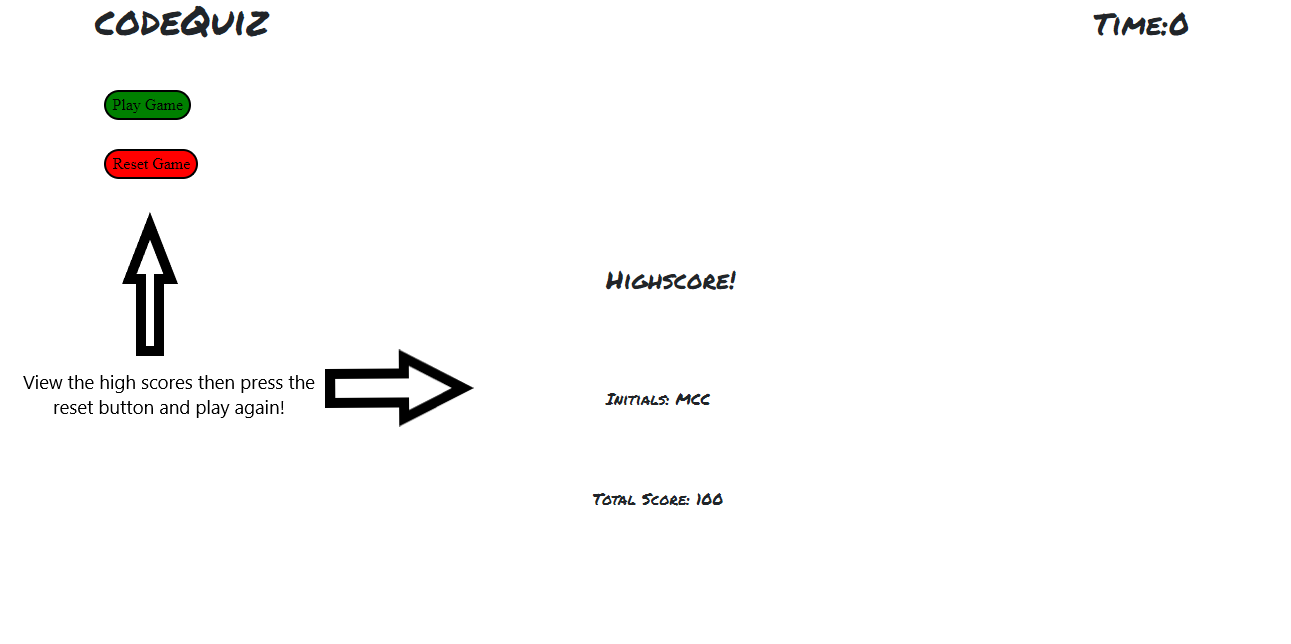 codeQuiz
Time:0
Play Game
Reset Game
Highscore!
View the high scores then press the
reset button and play again!
Initials: MCC
Total Score: 100